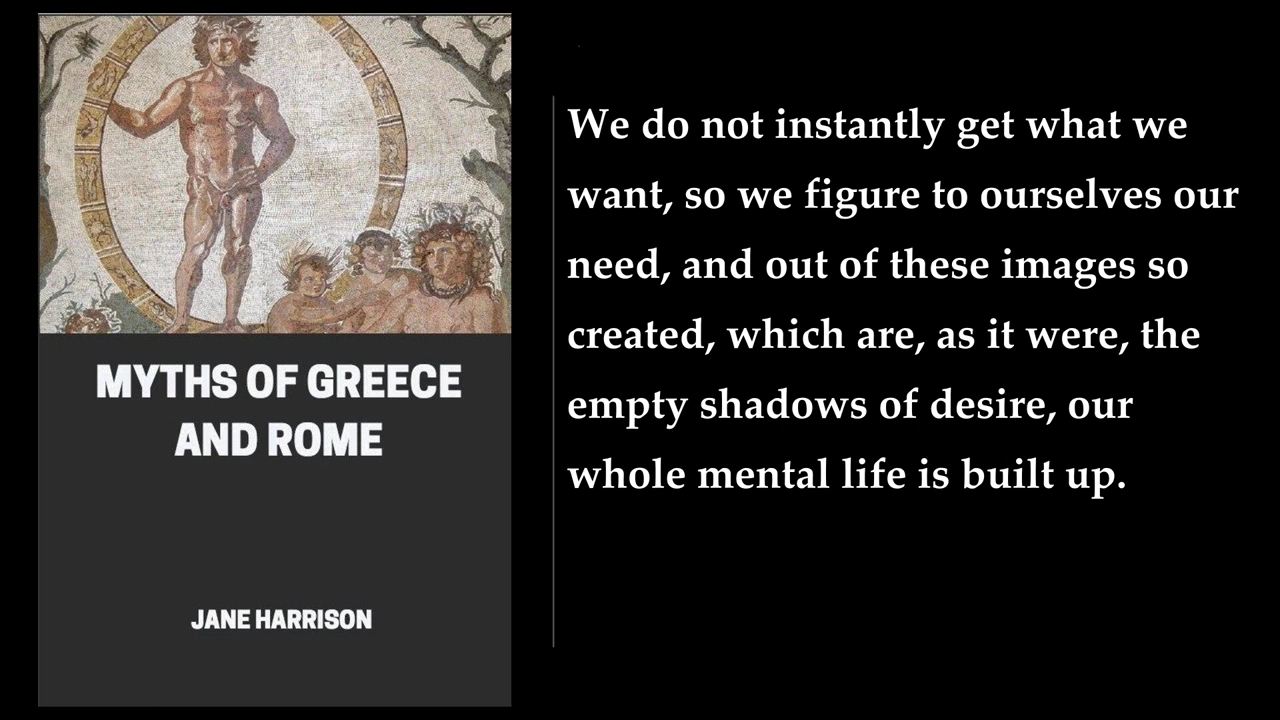 MYTHS OF GREECE
AND ROME
JANE HARRISON
We do not instantly get what we
want, so we figure to ourselves our
need, and out of these images so
created, which are, as it were, the
empty shadows of desire, our
whole mental life is built up.